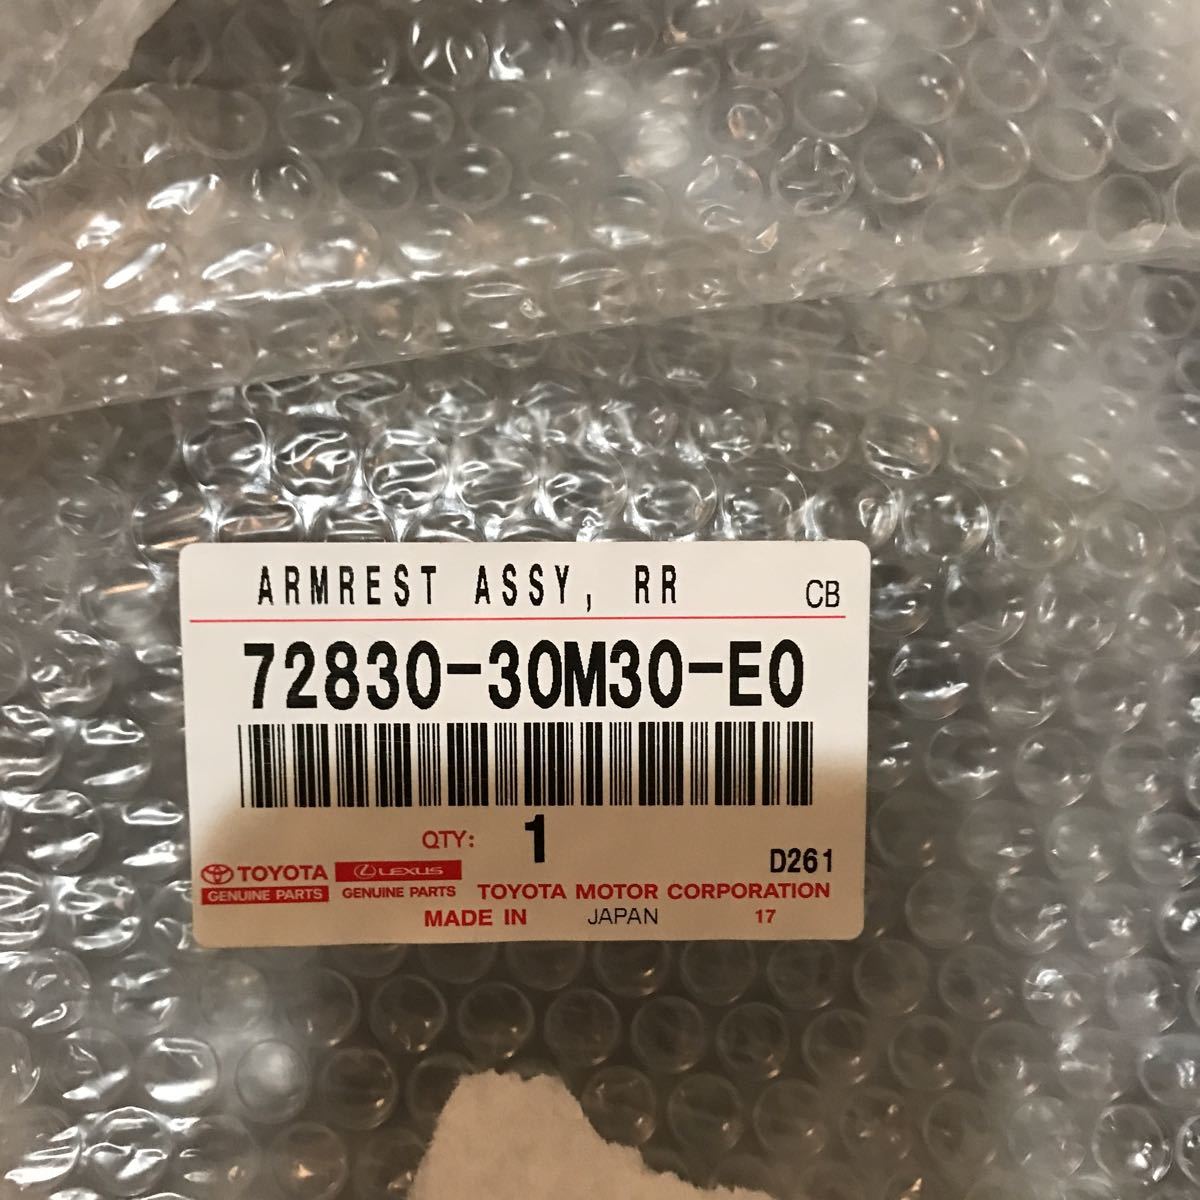 ARMREST ASSY, RR CB
72830-30M30-E0
QTY: 1
D261
TOYOTA LEXUS
GENUINE PARTS GENUINE PARTS TOYOTA MOTOR CORPORATION
MADE IN JAPAN 17